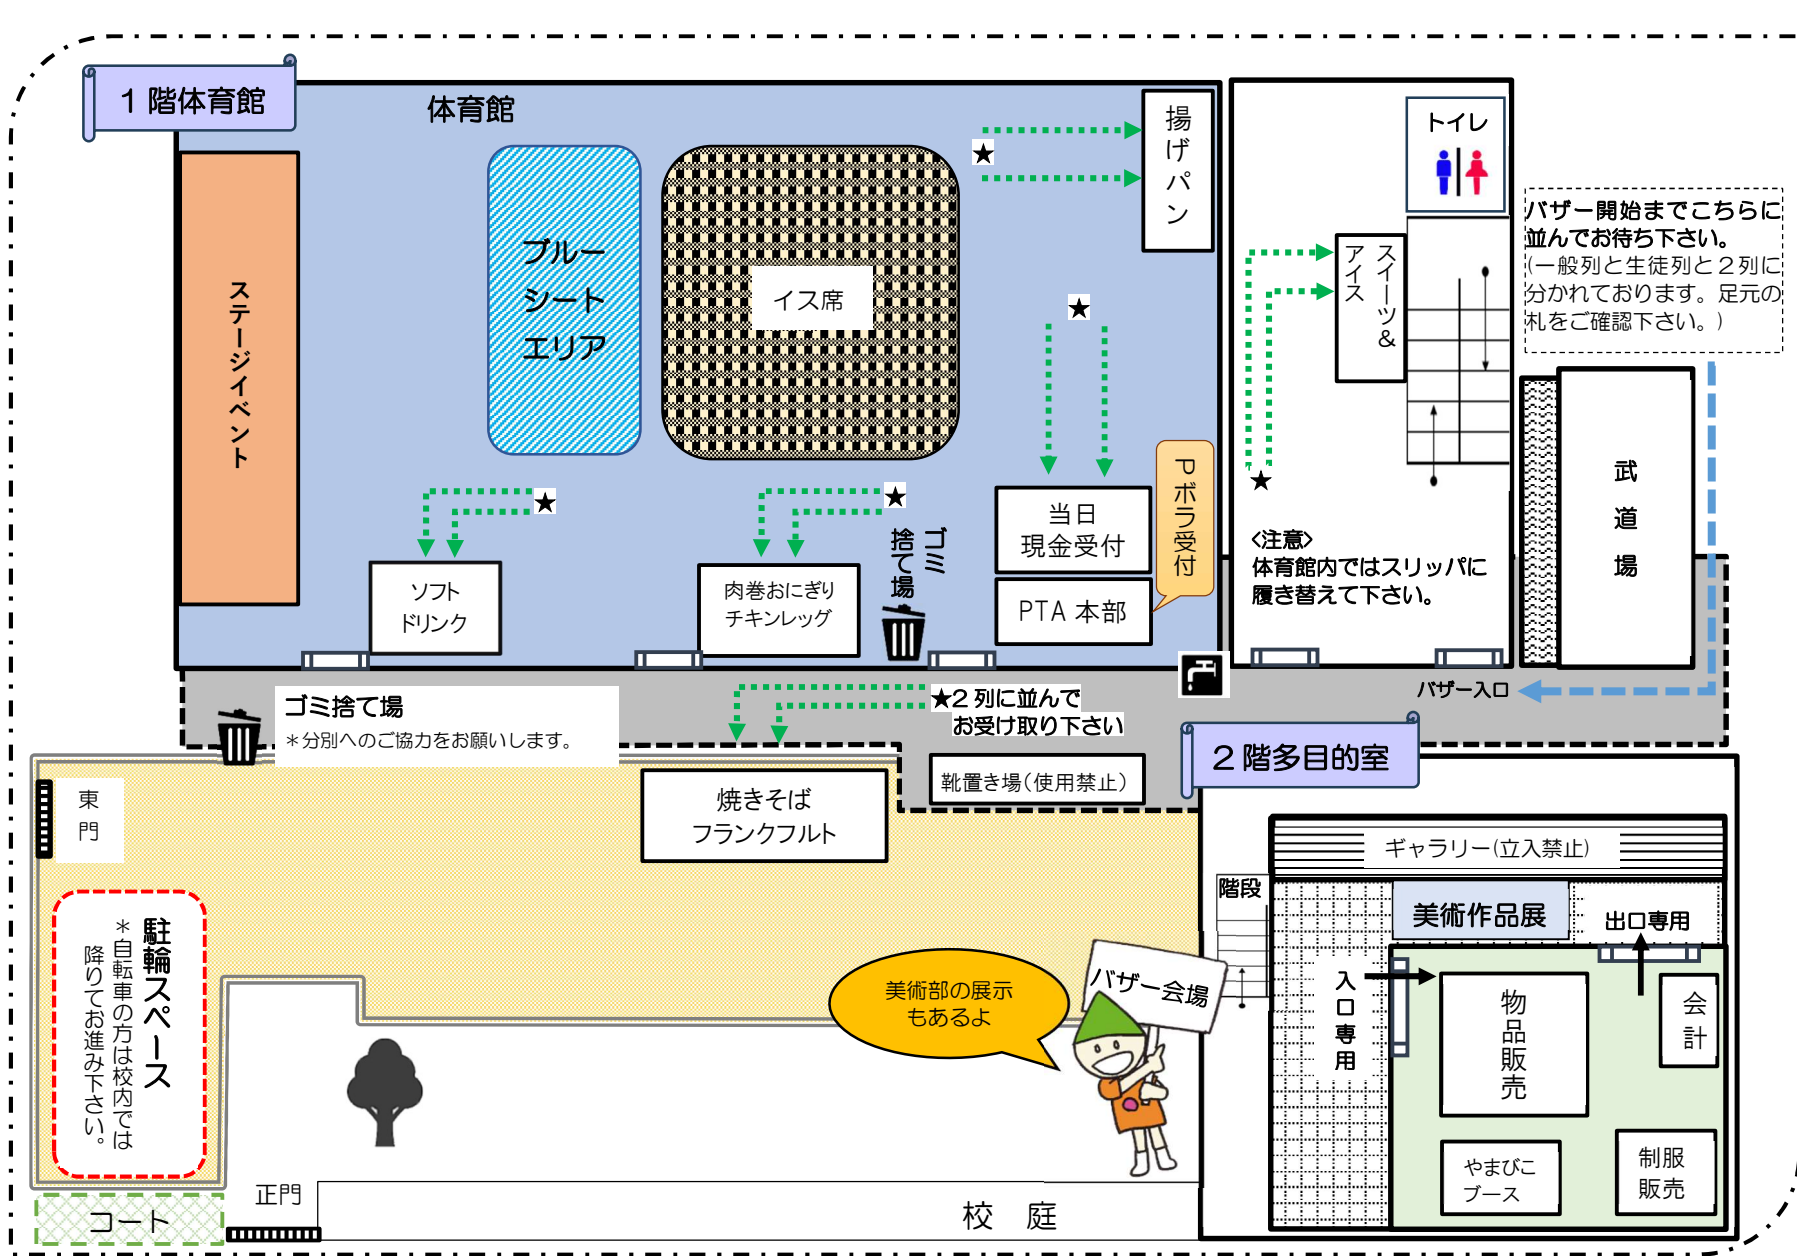 1階体育館
体育館
揚げパン
★
トイレ
バザー開始までこちらに
並んでお待ち下さい。
(一般列と生徒列と2列に
分かれております。足元の
札をご確認下さい。)
ステージイベント
ブルー
シート
エリア
イス席
★
スイーツ&
アイス
★
★
★
当日
現金受付
Pボラ受付
PTA 本部
ゴミ
捨て場
ソフト
ドリンク
肉巻おにぎり
チキンレッグ
<注意>
体育館内ではスリッパに
履き替えて下さい。
武道場
バザー入口
ゴミ捨て場
＊分別へのご協力をお願いします。
★2列に並んで
お受け取り下さい
靴置き場(使用禁止)
焼きそば
フランクフルト
東門
駐輪スペース
＊自転車の方は校内では
降りてお進み下さい。
コート
正門
校 庭
美術部の展示
もあるよ
バザー会場
2階多目的室
ギャラリー(立入禁止)
階段
美術作品展
出口専用
入口専用
物品販売
会計
やまびこ
ブース
制服
販売